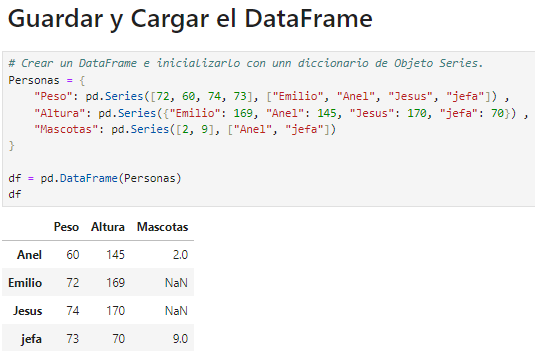 Guardar y Cargar el DataFrame
# Crear un DataFrame e inicializarlo con unn diccionario de Objeto Series.
Personas = {
    "Peso": pd.Series([72, 60, 74, 73], ["Emilio", "Anel", "Jesus", "jefa"]) ,
    "Altura": pd.Series({"Emilio": 169, "Anel": 145, "Jesus": 170, "jefa": 70}) ,
    "Mascotas": pd.Series([2, 9], ["Anel", "jefa"])
}
df = pd.DataFrame(Personas)
df
Peso Altura Mascotas
Anel 60 145 2.0
Emilio 72 169 NaN
Jesus 74 170 NaN
jefa 73 70 9.0